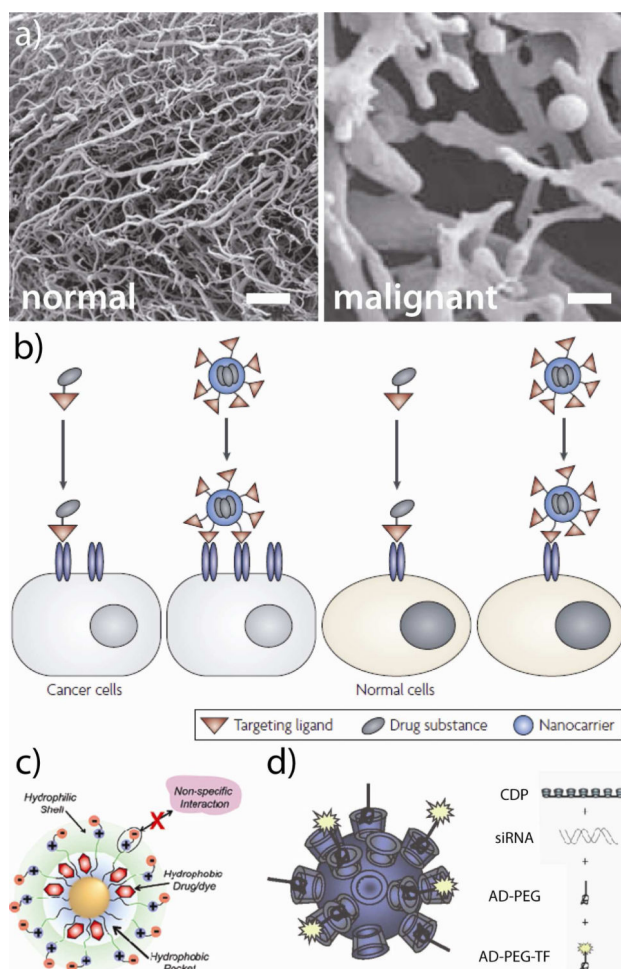 a)
normal
malignant
b)
Cancer cells
Normal cells
Targeting ligand
Drug substance
Nanocarrier
c)
Hydrophilic
Shell
Non-specific
Interaction
Hydrophobic
Drug/dye
Hydrophobic
d)
CDP
+
siRNA
+
AD-PEG
+
AD-PEG-TF